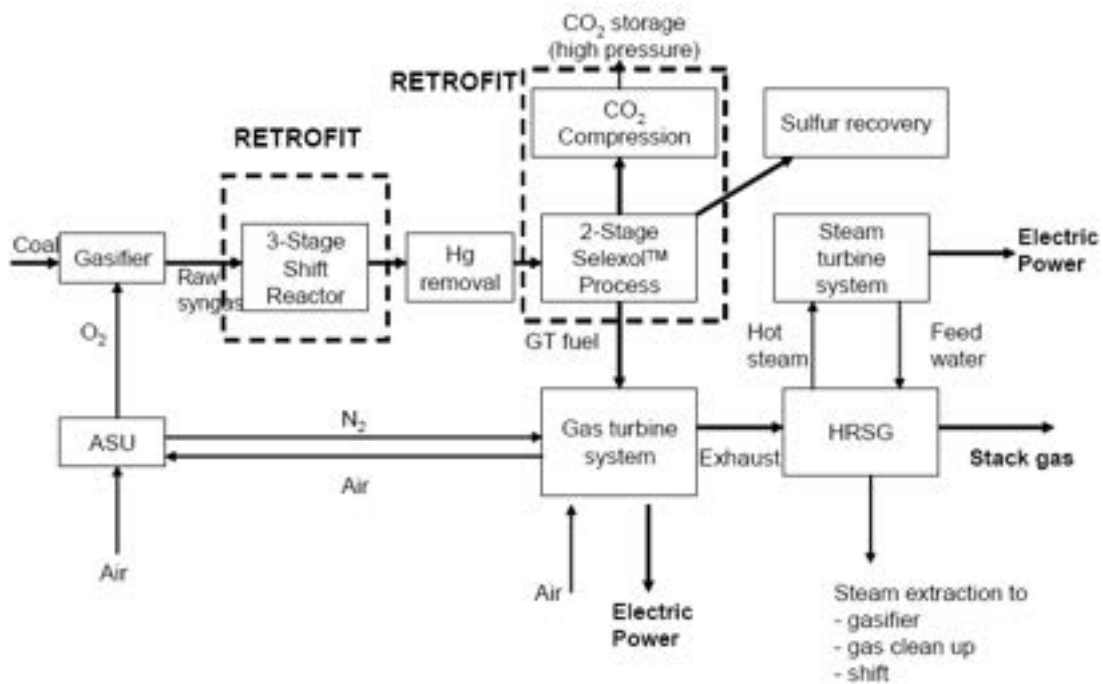 CO₂ storage
(high pressure)
RETROFIT
RETROFIT
CO₂
Compression
Sulfur recovery
Coal
Gasifier
Raw
syngas
3-Stage
Shift
Reactor
Hg
removal
2-Stage
Selexol™
Process
Steam
turbine
system
Electric
Power
O₂
GT fuel
Hot
steam
Feed
water
ASU
N₂
Air
Gas turbine
system
Exhaust
HRSG
Stack gas
Air
Air
Electric
Power
Steam extraction to
- gasifier
- gas clean up
- shift